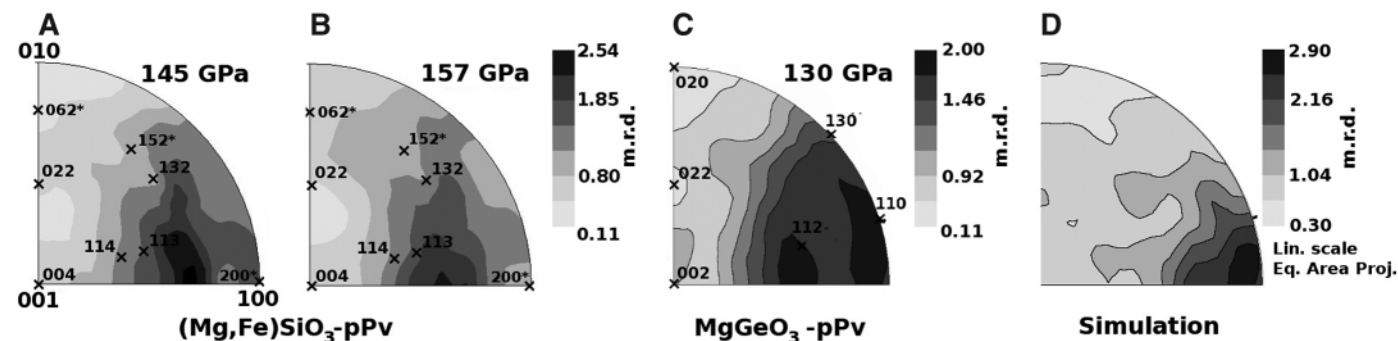 A
B
C
D
010
145 GPa
157 GPa
130 GPa
2.54
1.85
0.80
0.11
m.r.d.
2.00
1.46
0.92
0.11
m.r.d.
2.90
2.16
1.04
0.30
m.r.d.
Lin. scale
Eq. Area Proj.
062*
152*
132
022
114
113
004
200*
001
100
062*
152*
132
022
114
113
004
200*
020
130
022
110
112
002
(Mg,Fe)SiO3-pPv
MgGeO3-pPv
Simulation